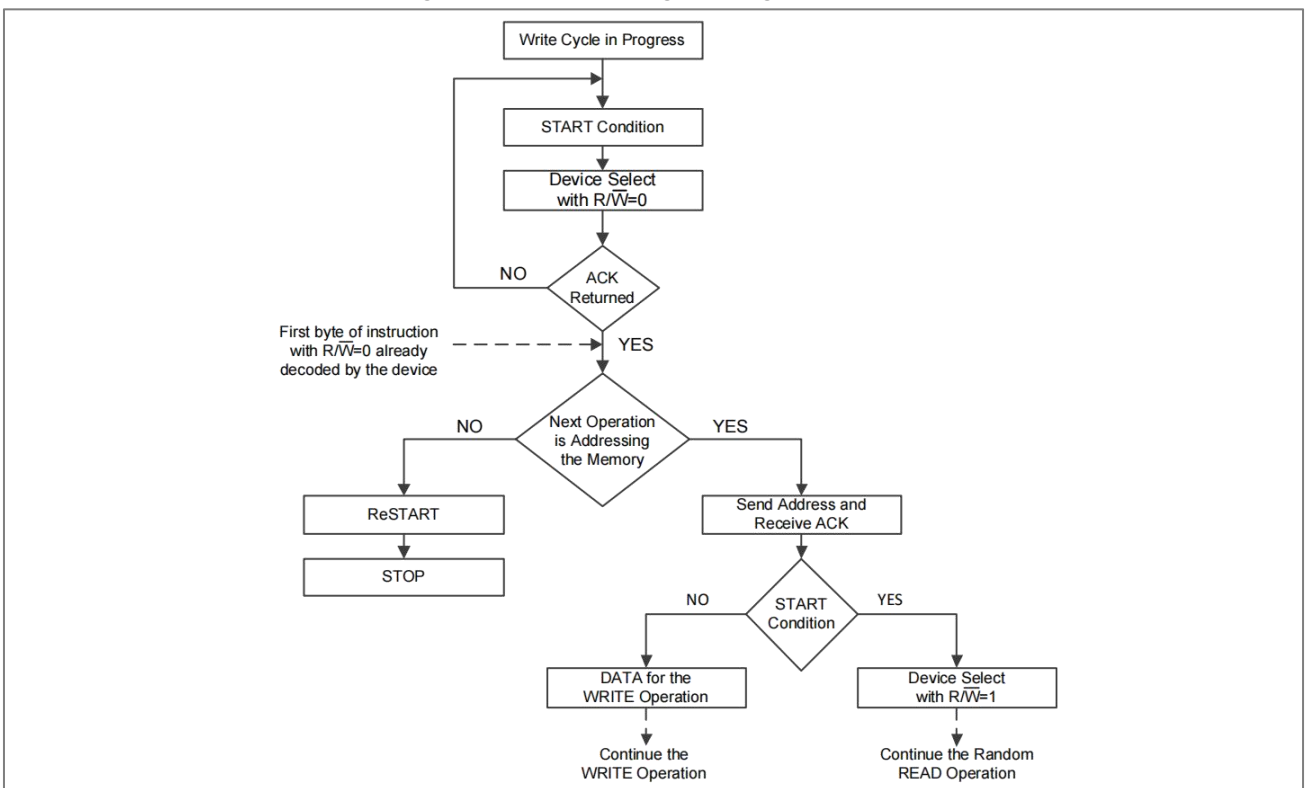 Write Cycle in Progress
START Condition
Device Select
with R/W̅=0
NO
ACK
Returned
First byte of instruction
with R/W̅=0 already
decoded by the device
YES
NO
Next Operation
is Addressing
the Memory
YES
ReSTART
Send Address and
Receive ACK
STOP
NO
START
Condition
YES
DATA for the
WRITE Operation
Device Select
with R/W̅=1
Continue the
WRITE Operation
Continue the Random
READ Operation